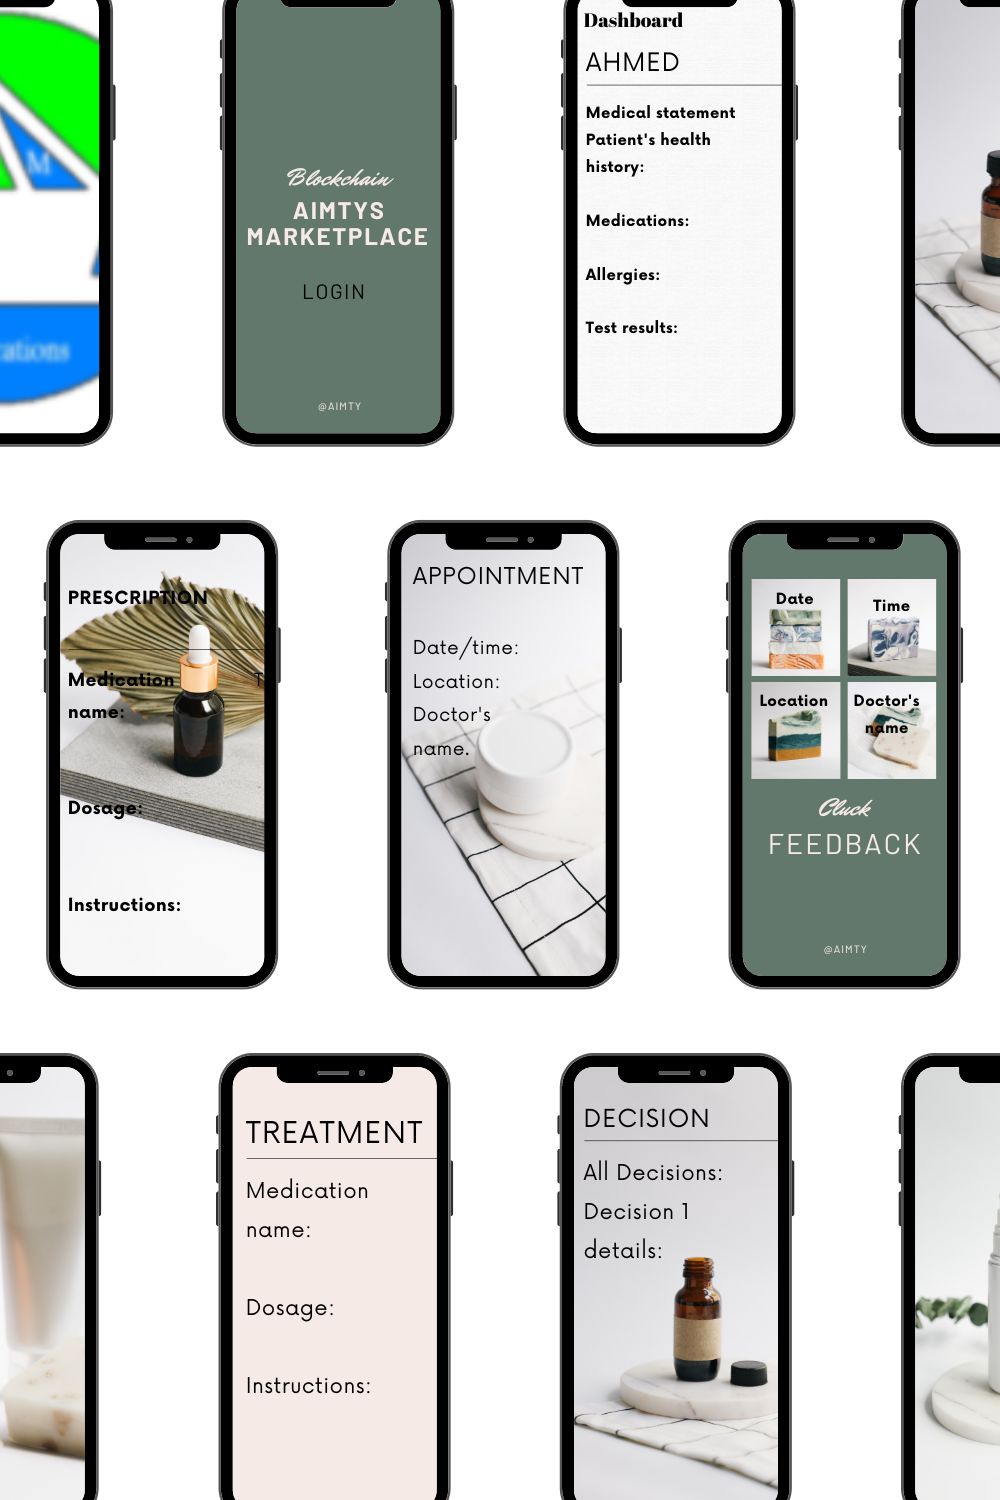 M
ations
Blockchain
AIMTYS
MARKETPLACE
LOGIN
@AIMTY
Dashboard
AHMED
Medical statement
Patient's health
history:
Medications:
Allergies:
Test results:
PRESCRIPTION
Medication T
name:
Dosage:
Instructions:
APPOINTMENT
Date/time:
Location:
Doctor's
name.
Date
Time
Location
Doctor's
name
Cluck
FEEDBACK
@AIMTY
TREATMENT
Medication
name:
Dosage:
Instructions:
DECISION
All Decisions:
Decision 1
details: